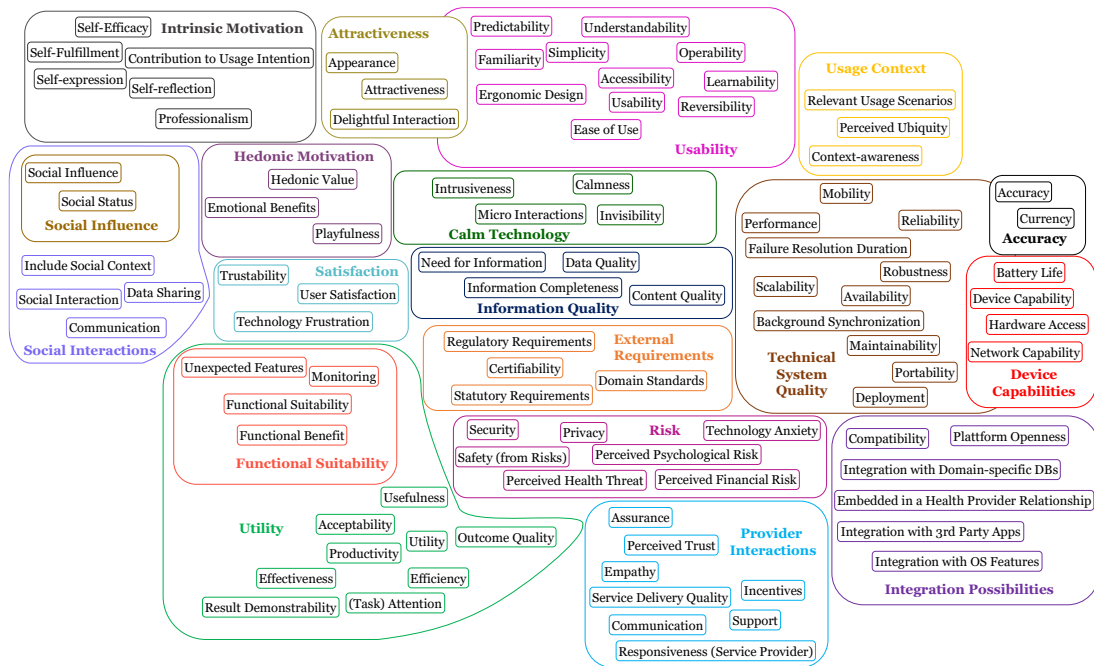 Self-Efficacy
Intrinsic Motivation
Self-Fulfillment
Contribution to Usage Intention
Self-expression
Self-reflection
Professionalism
Attractiveness
Appearance
Attractiveness
Delightful Interaction
Predictability
Understandability
Familiarity
Simplicity
Operability
Accessibility
Learnability
Ergonomic Design
Usability
Reversibility
Ease of Use
Usability
Usage Context
Relevant Usage Scenarios
Perceived Ubiquity
Context-awareness
Social Influence
Social Status
Social Influence
Include Social Context
Social Interaction
Data Sharing
Communication
Social Interactions
Hedonic Motivation
Hedonic Value
Emotional Benefits
Playfulness
Intrusiveness
Calmness
Micro Interactions
Invisibility
Calm Technology
Mobility
Performance
Reliability
Failure Resolution Duration
Robustness
Scalability
Availability
Background Synchronization
Maintainability
Technical
System
Quality
Portability
Deployment
Accuracy
Currency
Accuracy
Trustability
Satisfaction
User Satisfaction
Technology Frustration
Need for Information
Data Quality
Information Completeness
Content Quality
Information Quality
Battery Life
Device Capability
Hardware Access
Network Capability
Device
Capabilities
Regulatory Requirements
External
Requirements
Certifiability
Domain Standards
Statutory Requirements
Unexpected Features
Monitoring
Functional Suitability
Functional Benefit
Functional Suitability
Usefulness
Utility
Acceptability
Utility
Outcome Quality
Productivity
Effectiveness
Efficiency
Result Demonstrability
(Task) Attention
Security
Privacy
Risk
Technology Anxiety
Safety (from Risks)
Perceived Psychological Risk
Perceived Health Threat
Perceived Financial Risk
Assurance
Provider
Interactions
Perceived Trust
Empathy
Service Delivery Quality
Incentives
Communication
Support
Responsiveness (Service Provider)
Compatibility
Plattform Openness
Integration with Domain-specific DBs
Embedded in a Health Provider Relationship
Integration with 3rd Party Apps
Integration with OS Features
Integration Possibilities